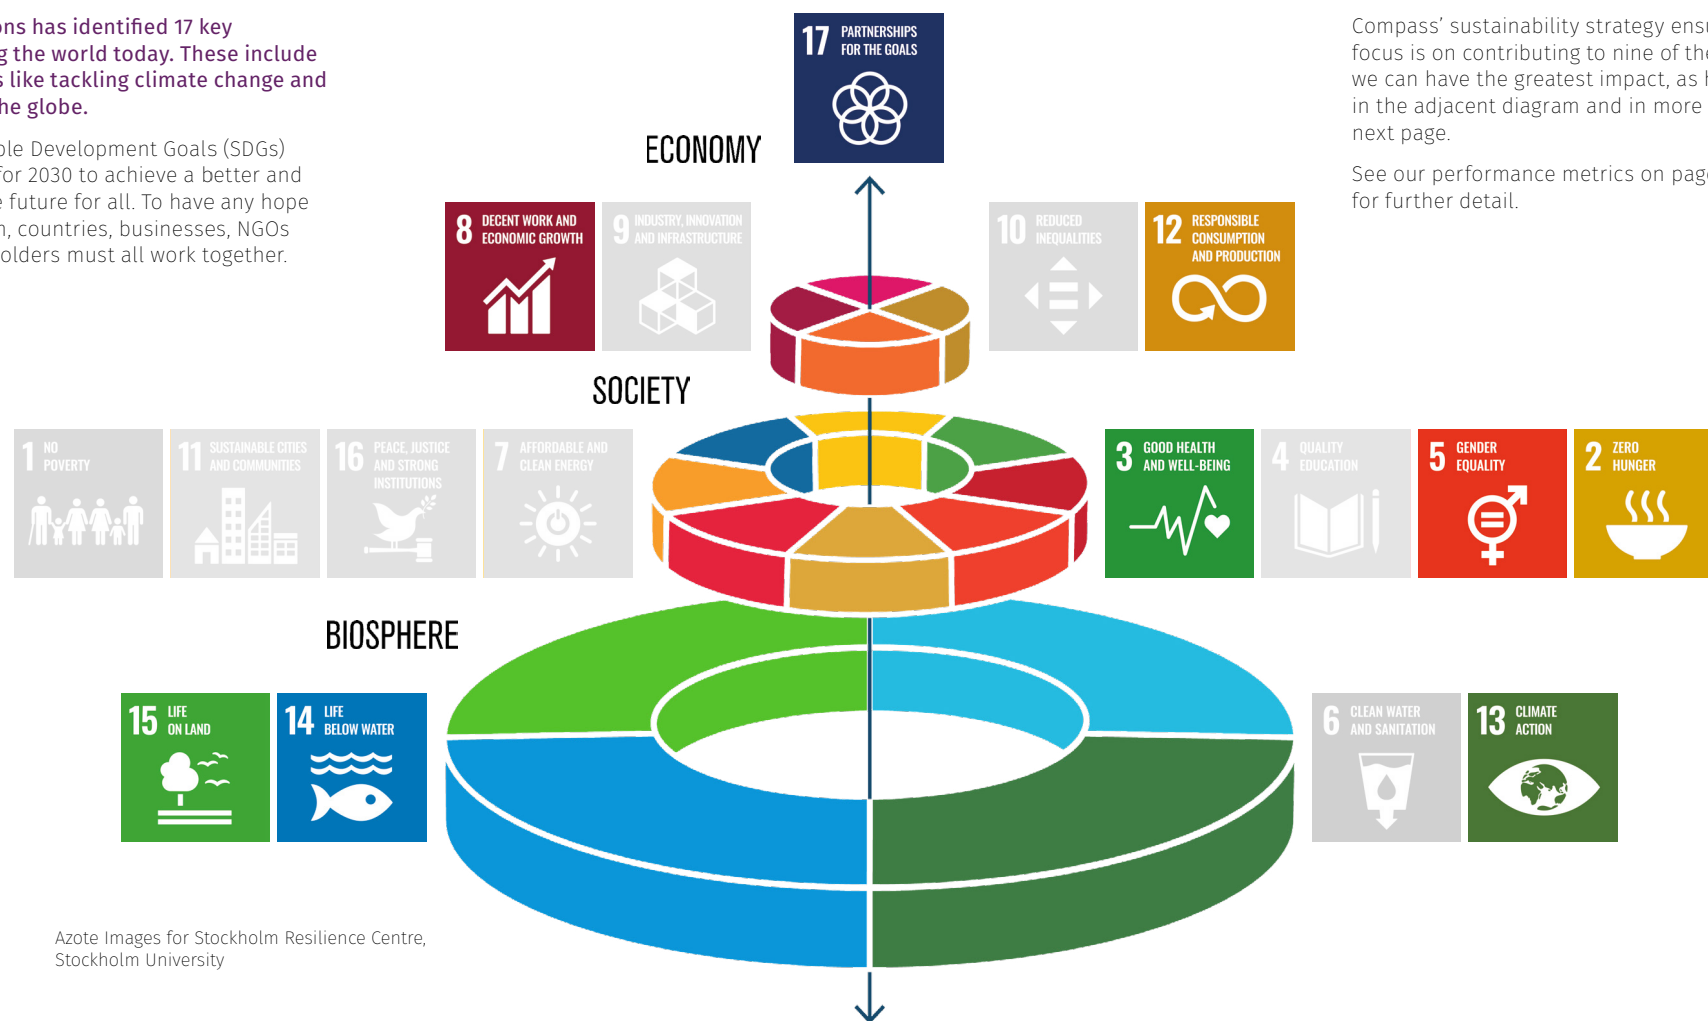 ons has identified 17 key
g the world today. These include
s like tackling climate change and
he globe.
ble Development Goals (SDGs)
for 2030 to achieve a better and
e future for all. To have any hope
n, countries, businesses, NGOs
olders must all work together.
Compass’ sustainability strategy ensu
focus is on contributing to nine of the
we can have the greatest impact, as h
in the adjacent diagram and in more
next page.
See our performance metrics on page
for further detail.
17 PARTNERSHIPS
FOR THE GOALS
ECONOMY
8 DECENT WORK AND
ECONOMIC GROWTH
9 INDUSTRY, INNOVATION
AND INFRASTRUCTURE
10 REDUCED
INEQUALITIES
12 RESPONSIBLE
CONSUMPTION
AND PRODUCTION
SOCIETY
1 NO
POVERTY
11 SUSTAINABLE CITIES
AND COMMUNITIES
16 PEACE, JUSTICE
AND STRONG
INSTITUTIONS
7 AFFORDABLE AND
CLEAN ENERGY
3 GOOD HEALTH
AND WELL-BEING
4 QUALITY
EDUCATION
5 GENDER
EQUALITY
2 ZERO
HUNGER
BIOSPHERE
15 LIFE
ON LAND
14 LIFE
BELOW WATER
6 CLEAN WATER
AND SANITATION
13 CLIMATE
ACTION
Azote Images for Stockholm Resilience Centre,
Stockholm University